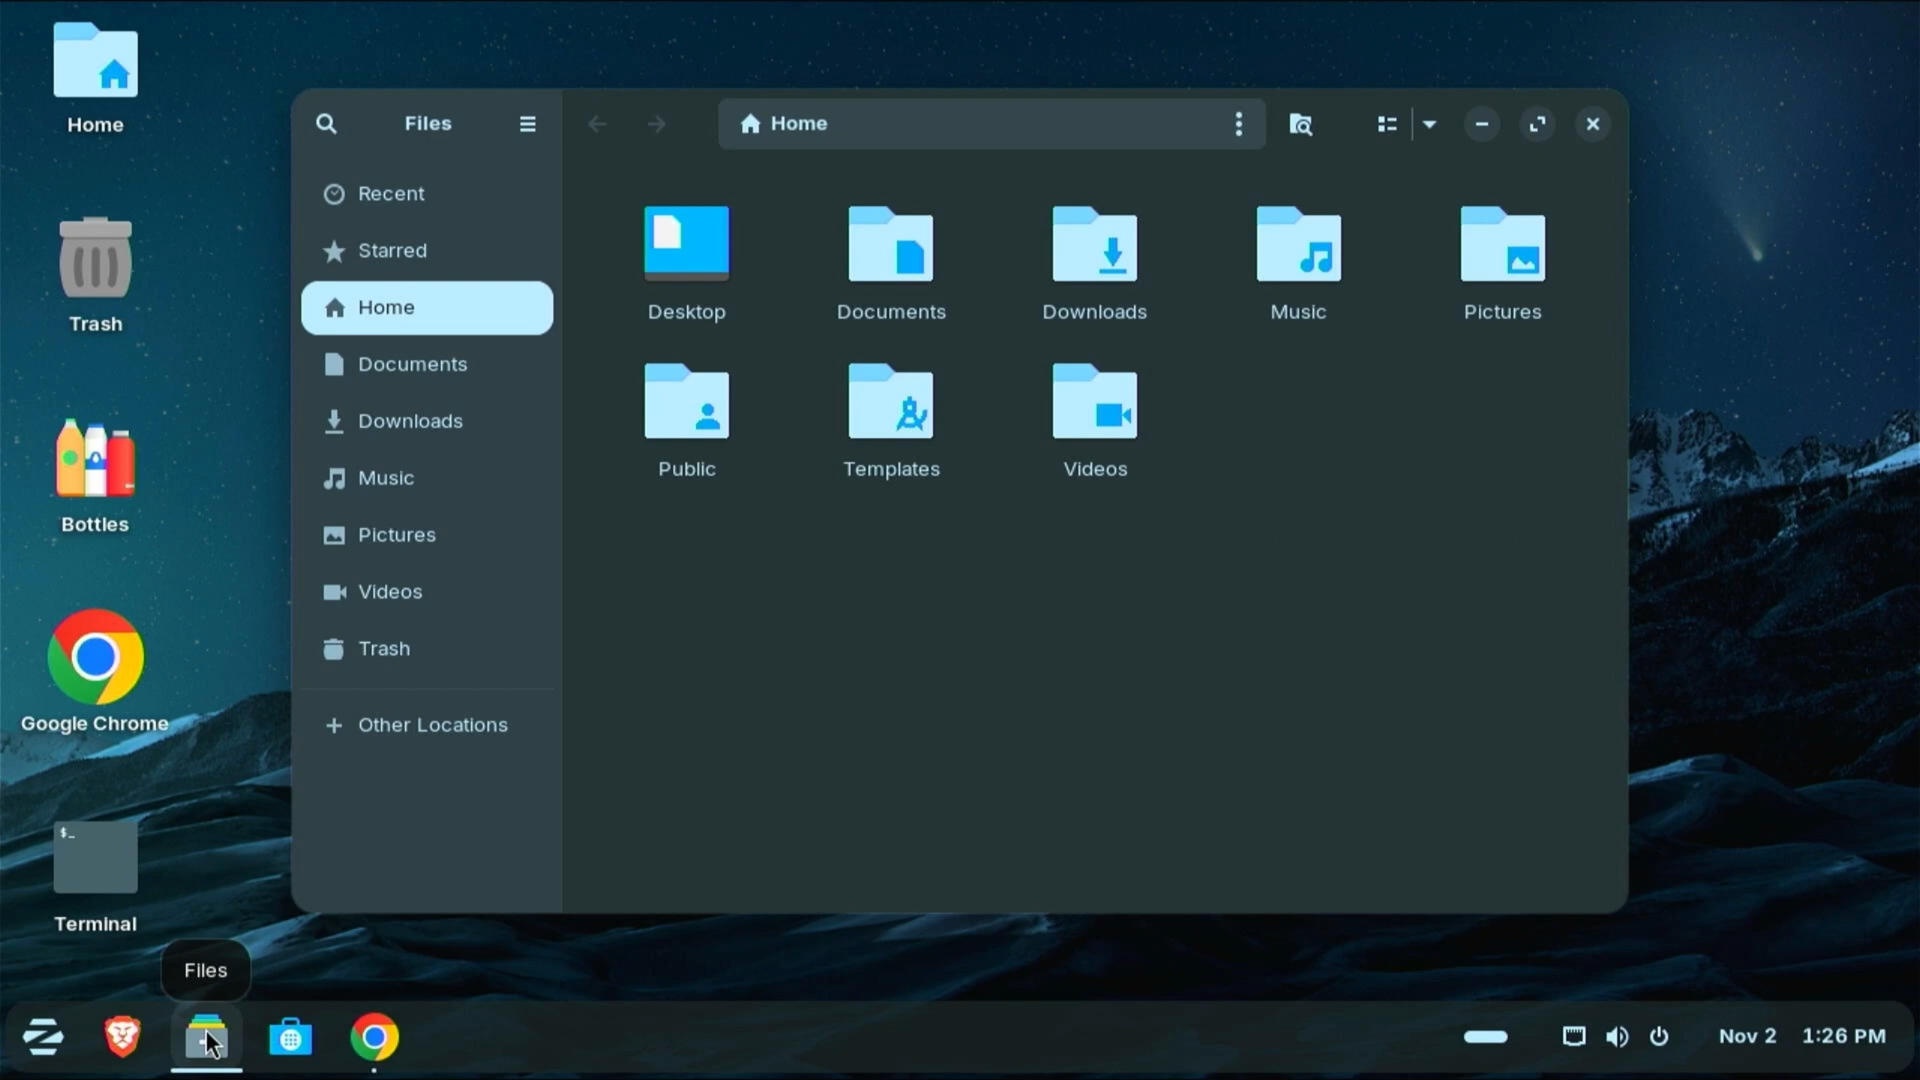 Home
Trash
Bottles
Google Chrome
$_
Terminal
Files
Home
Recent
Starred
Home
Documents
Downloads
Music
Pictures
Videos
Trash
Other Locations
Desktop
Documents
Downloads
Music
Pictures
Public
Templates
Videos
Files
Nov 2 1:26 PM